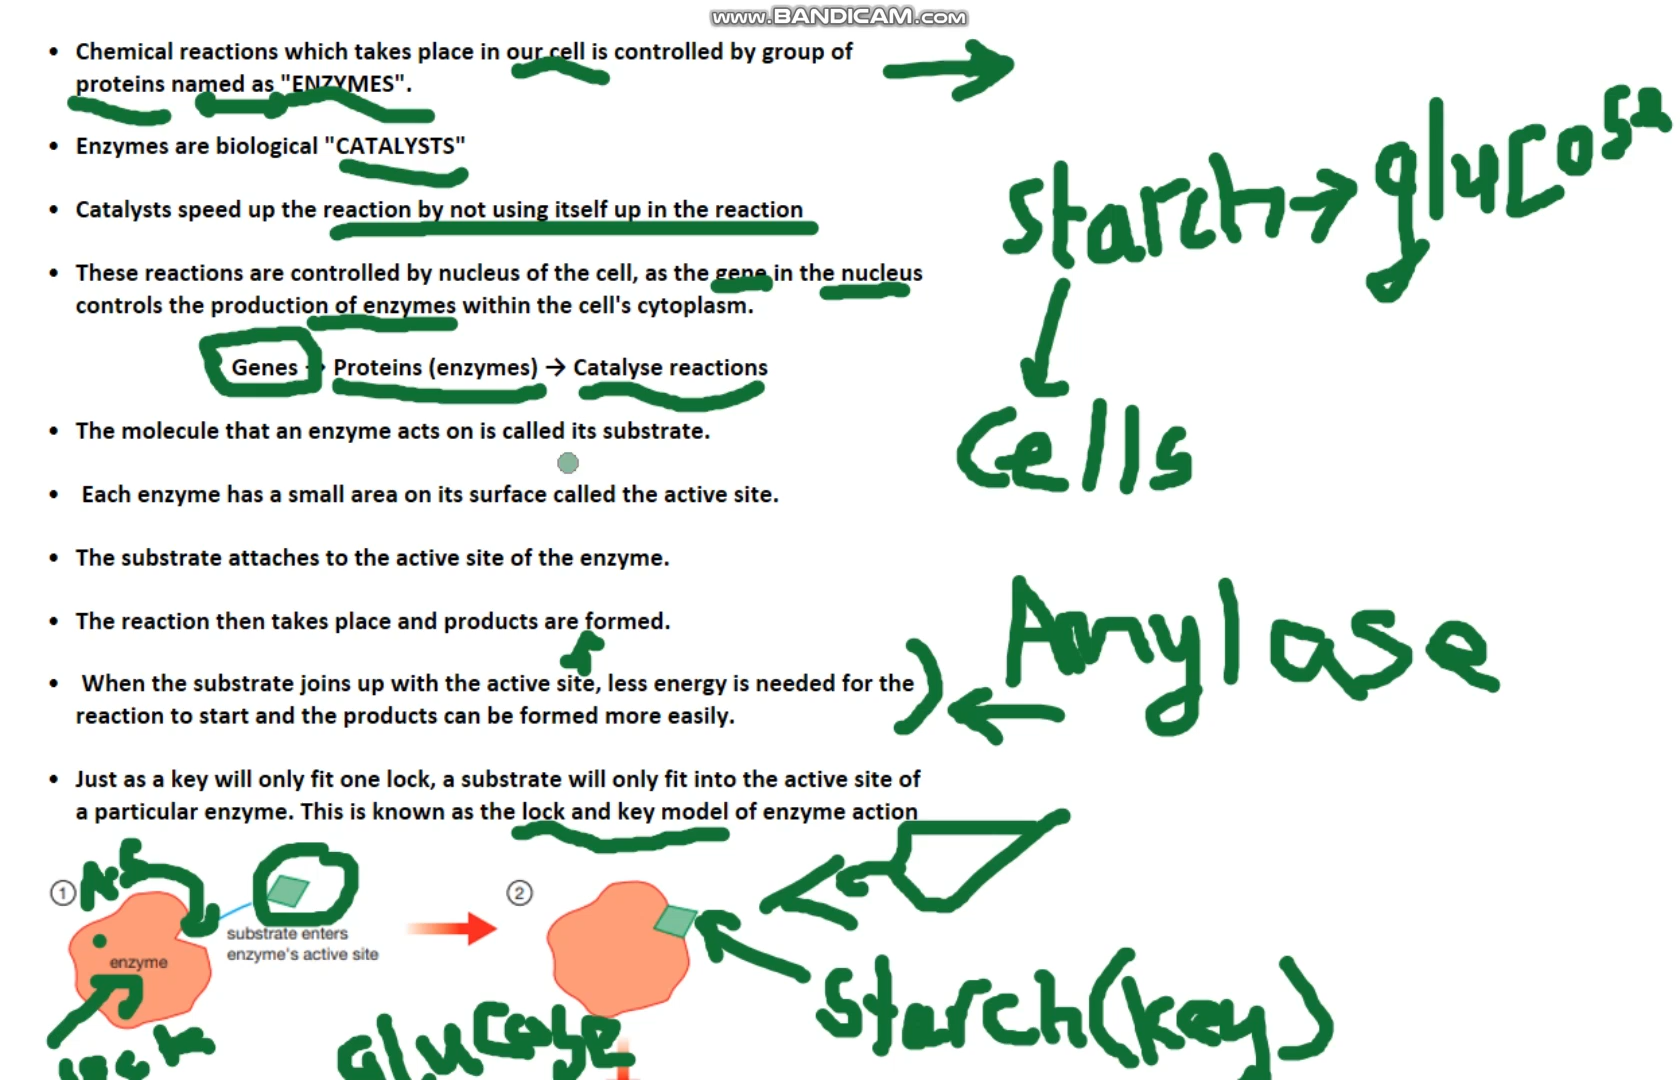 www.BANDICAM.com
• Chemical reactions which takes place in our cell is controlled by group of
proteins named as "ENZYMES".
• Enzymes are biological "CATALYSTS"
• Catalysts speed up the reaction by not using itself up in the reaction
• These reactions are controlled by nucleus of the cell, as the gene in the nucleus
controls the production of enzymes within the cell's cytoplasm.
Genes → Proteins (enzymes) → Catalyse reactions
• The molecule that an enzyme acts on is called its substrate.
• Each enzyme has a small area on its surface called the active site.
• The substrate attaches to the active site of the enzyme.
• The reaction then takes place and products are formed.
• When the substrate joins up with the active site, less energy is needed for the
reaction to start and the products can be formed more easily.
• Just as a key will only fit one lock, a substrate will only fit into the active site of
a particular enzyme. This is known as the lock and key model of enzyme action
starch → glucose
Cells
Amylase
AS
1
substrate enters
enzyme's active site
enzyme
2
starch (key)